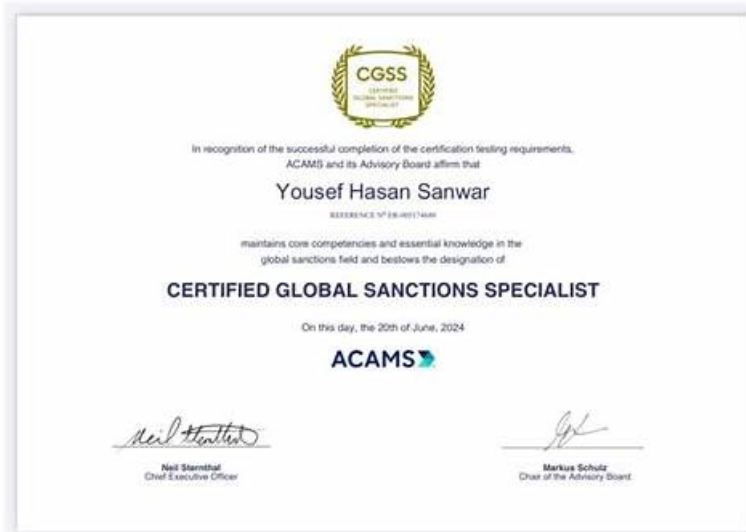 CGSS
CERTIFIED
GLOBAL SANCTIONS
SPECIALIST
In recognition of the successful completion of the certification testing requirements,
ACAMS and its Advisory Board affirm that
Yousef Hasan Sanwar
REFERENCE Nº
maintains core competencies and essential knowledge in the
global sanctions field and bestows the designation of
CERTIFIED GLOBAL SANCTIONS SPECIALIST
On this day, the 20th of June, 2024
ACAMS
Neil Sternthal
Chief Executive Officer
Markus Schulz
Chair of the Advisory Board